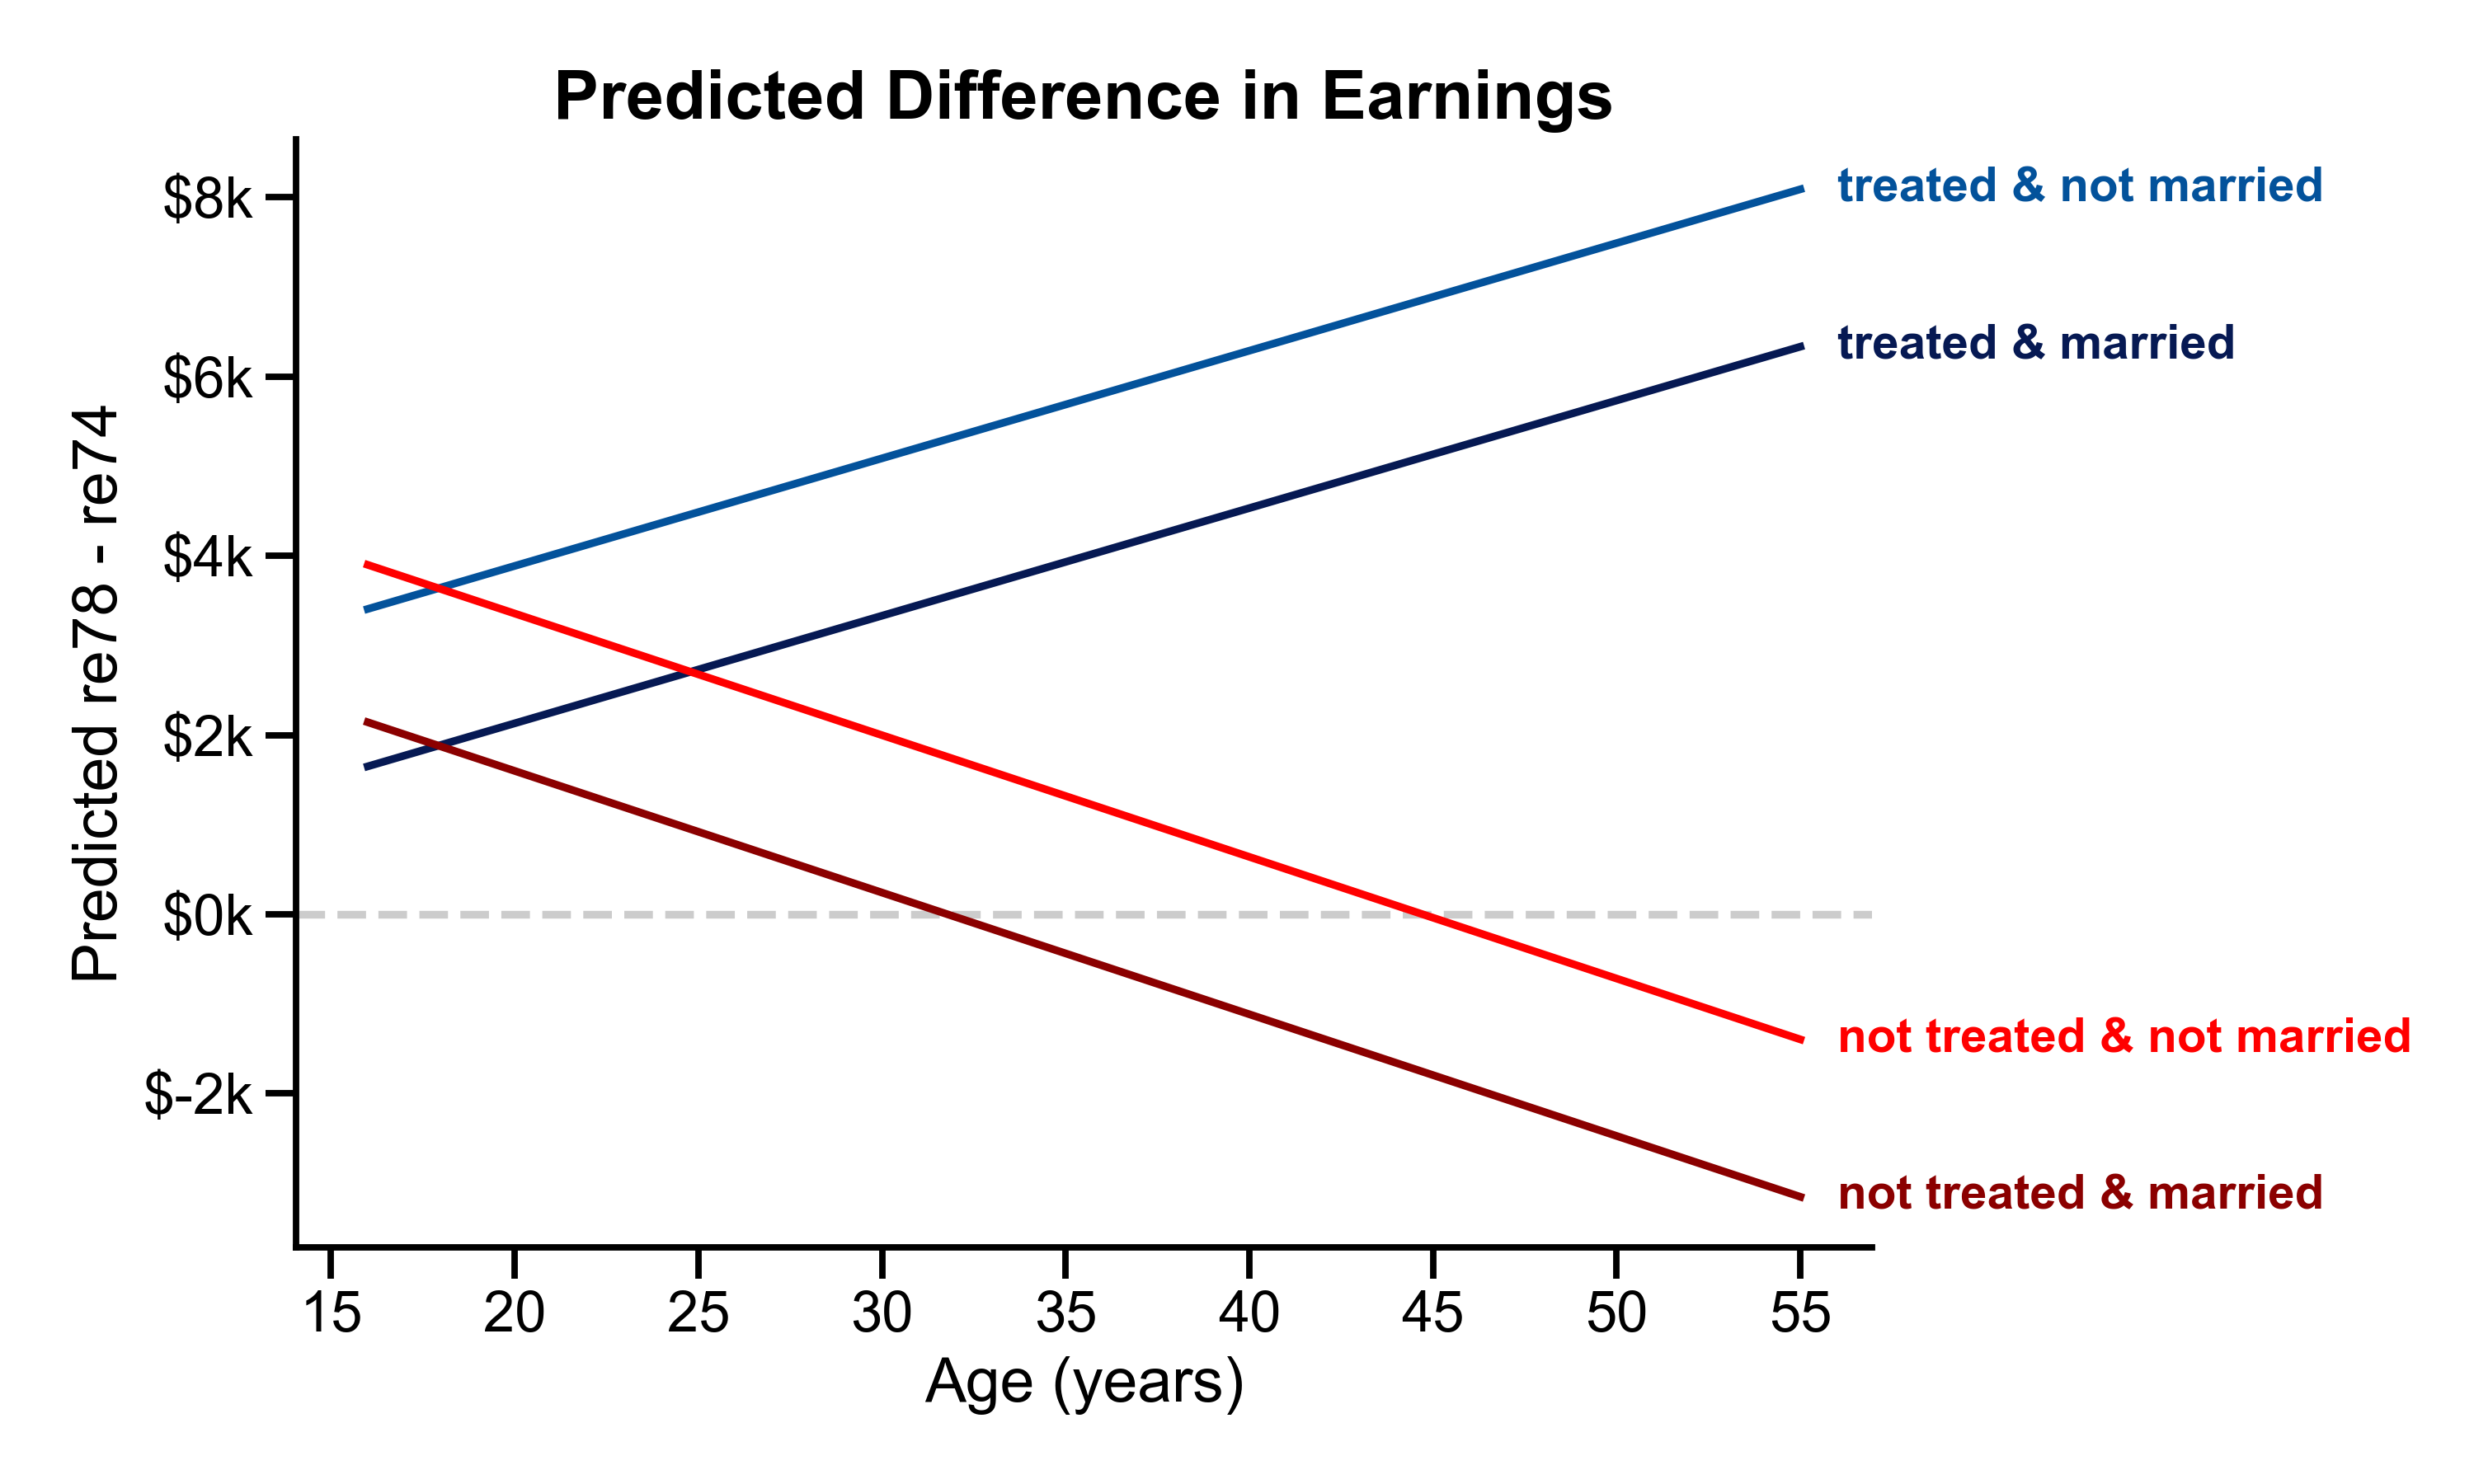 Predicted Difference in Earnings
Predicted re78 - re74
$8k
$6k
$4k
$2k
$0k
$-2k
treated & not married
treated & married
not treated & not married
not treated & married
15 20 25 30 35 40 45 50 55
Age (years)